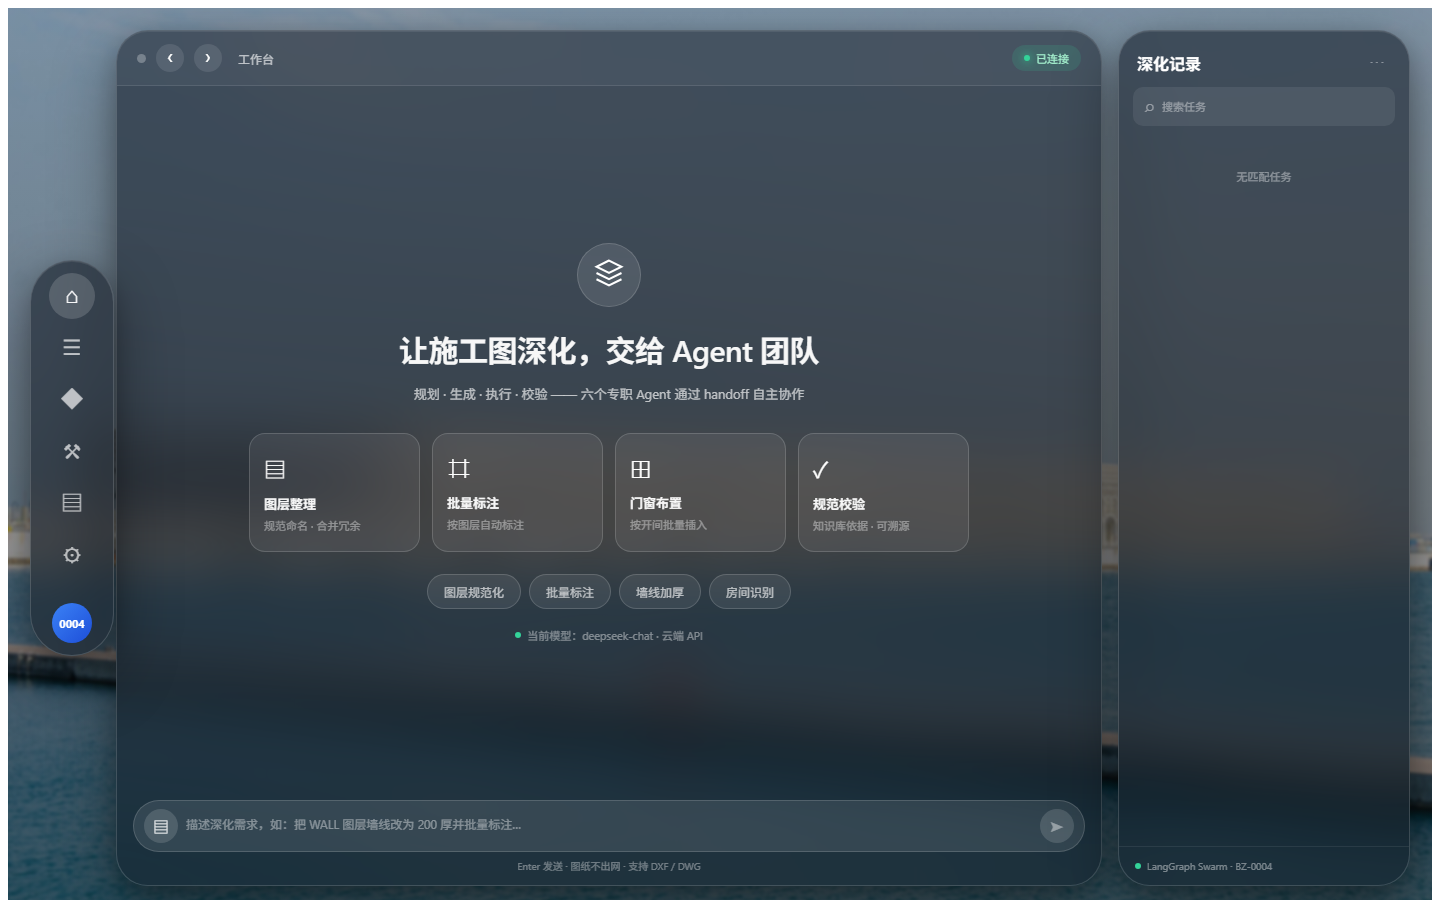 工作台
已连接
让施工图深化，交给 Agent 团队
规划 · 生成 · 执行 · 校验 —— 六个专职 Agent 通过 handoff 自主协作
图层整理
规范命名 · 合并冗余
批量标注
按图层自动标注
门窗布置
按开间批量插入
规范校验
知识库依据 · 可溯源
图层规范化
批量标注
墙线加厚
房间识别
当前模型：deepseek-chat · 云端 API
描述深化需求，如：把 WALL 图层墙线改为 200 厚并批量标注...
Enter 发送 · 图纸不出网 · 支持 DXF / DWG
0004
深化记录
搜索任务
无匹配任务
LangGraph Swarm · BZ-0004